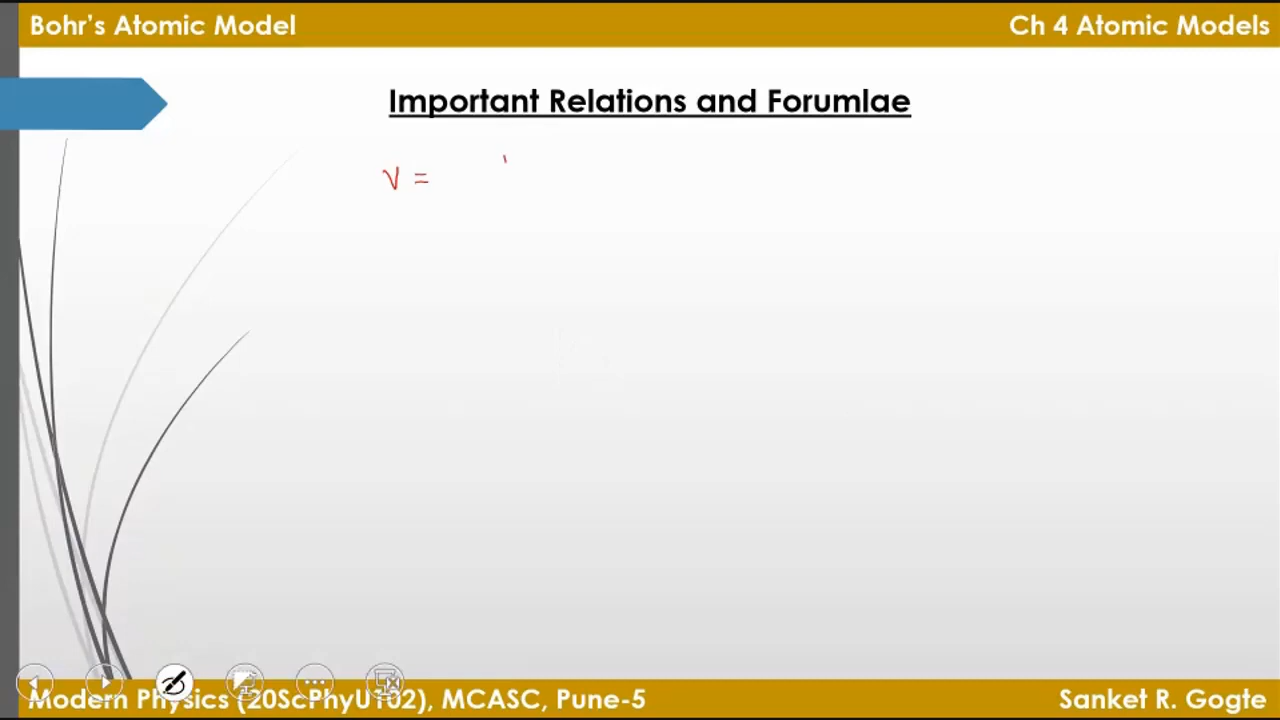 Bohr's Atomic Model
Ch 4 Atomic Models
Important Relations and Forumlae
v =
Modern Physics (20ScPhyU102), MCASC, Pune-5
Sanket R. Gogte